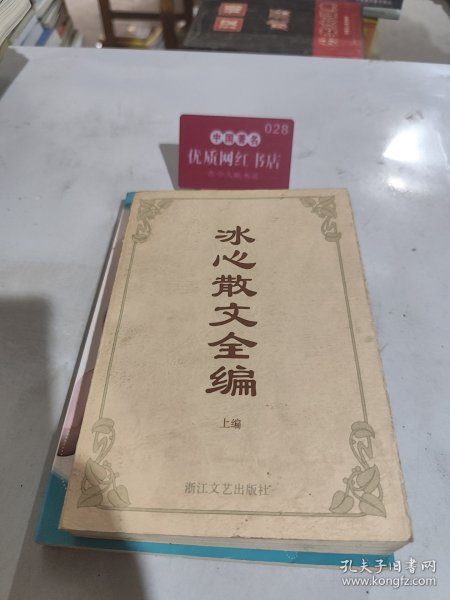 028
中国著名
优质网红书店
冰心散文全编
上编
浙江文艺出版社
孔夫子旧书网
www.kongfz.com